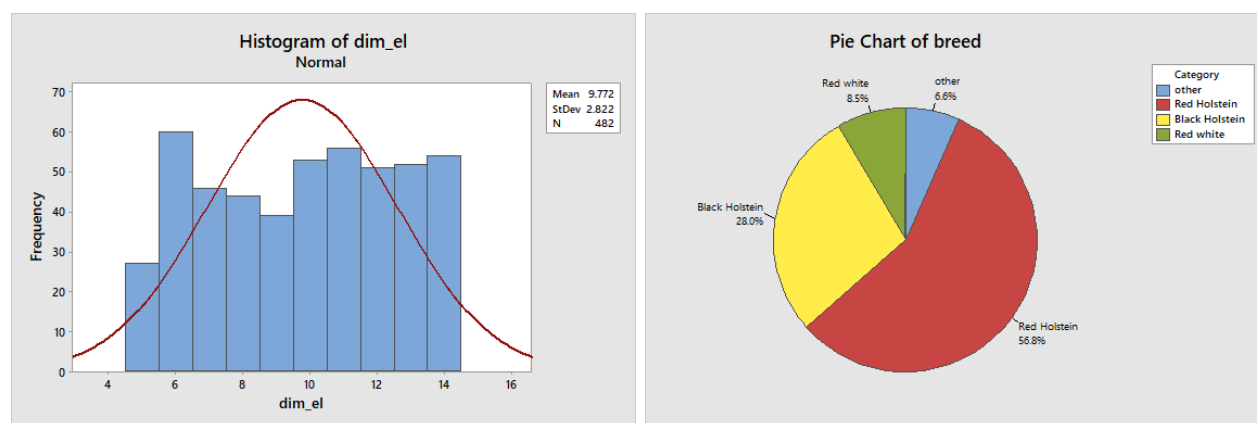 Histogram of dim_el
Normal
Mean 9.772
StDev 2.822
N 482
70
60
50
40
30
20
10
0
Frequency
4 6 8 10 12 14 16
dim_el
Pie Chart of breed
Category
other
Red Holstein
Black Holstein
Red white
Red white
8.5%
other
6.6%
Black Holstein
28.0%
Red Holstein
56.8%